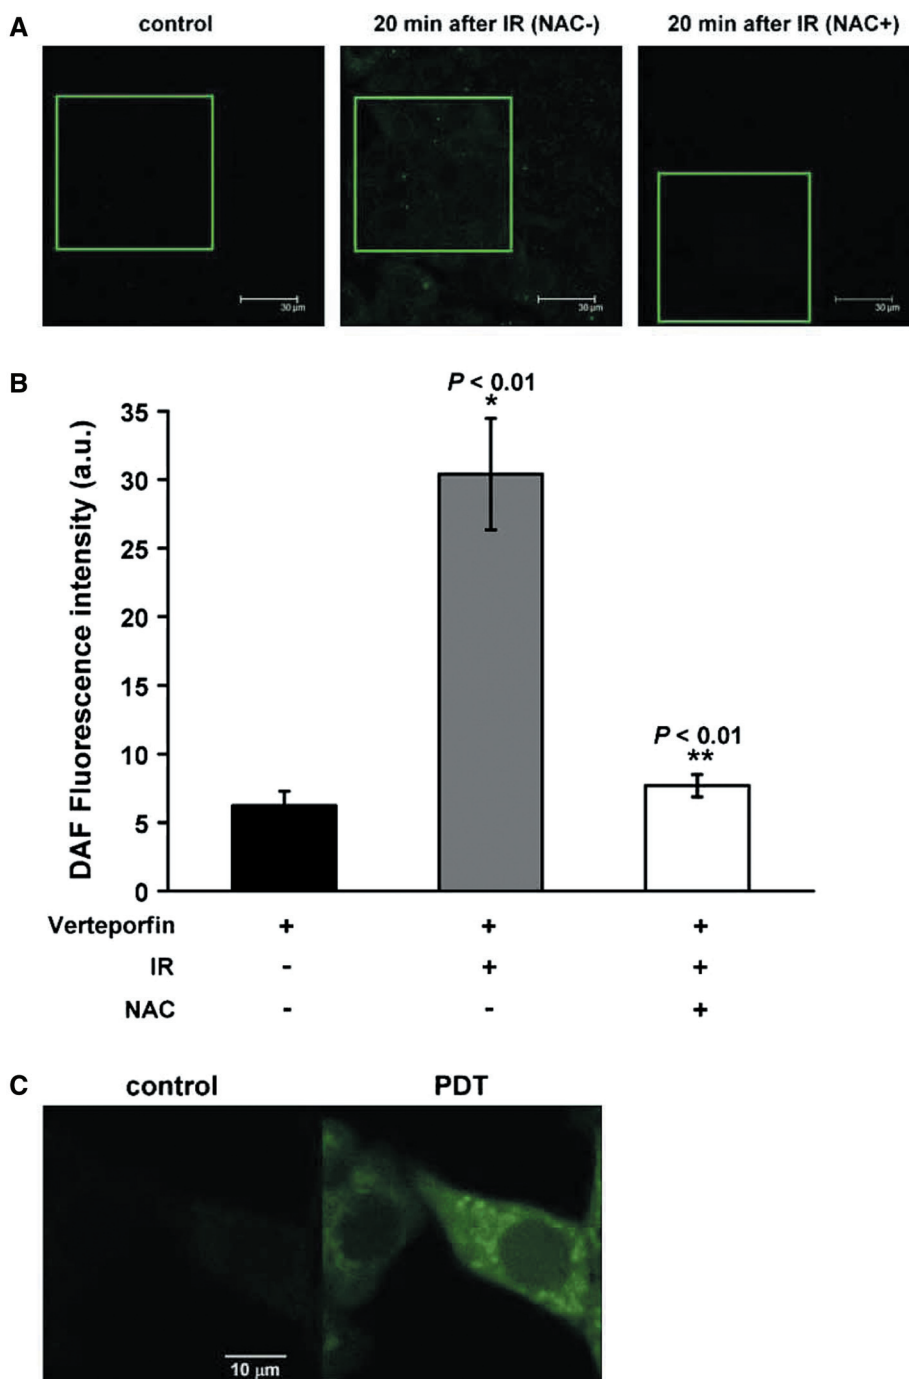 A
control
20 min after IR (NAC-)
20 min after IR (NAC+)
30 µm
30 µm
30 µm
B
P < 0.01
*
P < 0.01
**
DAF Fluorescence intensity (a.u.)
35
30
25
20
15
10
5
0
Verteporfin + + +
IR - + +
NAC - - +
C
control
PDT
10 µm